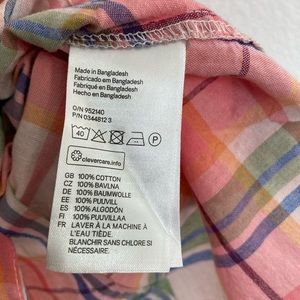 Made in Bangladesh
Fabricado em Bangladesh
Fabriqué en Bangladesh
Hecho en Bangladesh
O/N 952140
P/N 0344812 3
40
P
clevercare.info
GB 100% COTTON
CZ 100% BAVLNA
DE 100% BAUMWOLLE
EE 100% PUUVILL
ES 100% ALGODÓN
FI 100% PUUVILLAA
FR LAVER À LA MACHINE À
L'EAU TIÈDE.
BLANCHIR SANS CHLORE SI
NÉCESSAIRE.